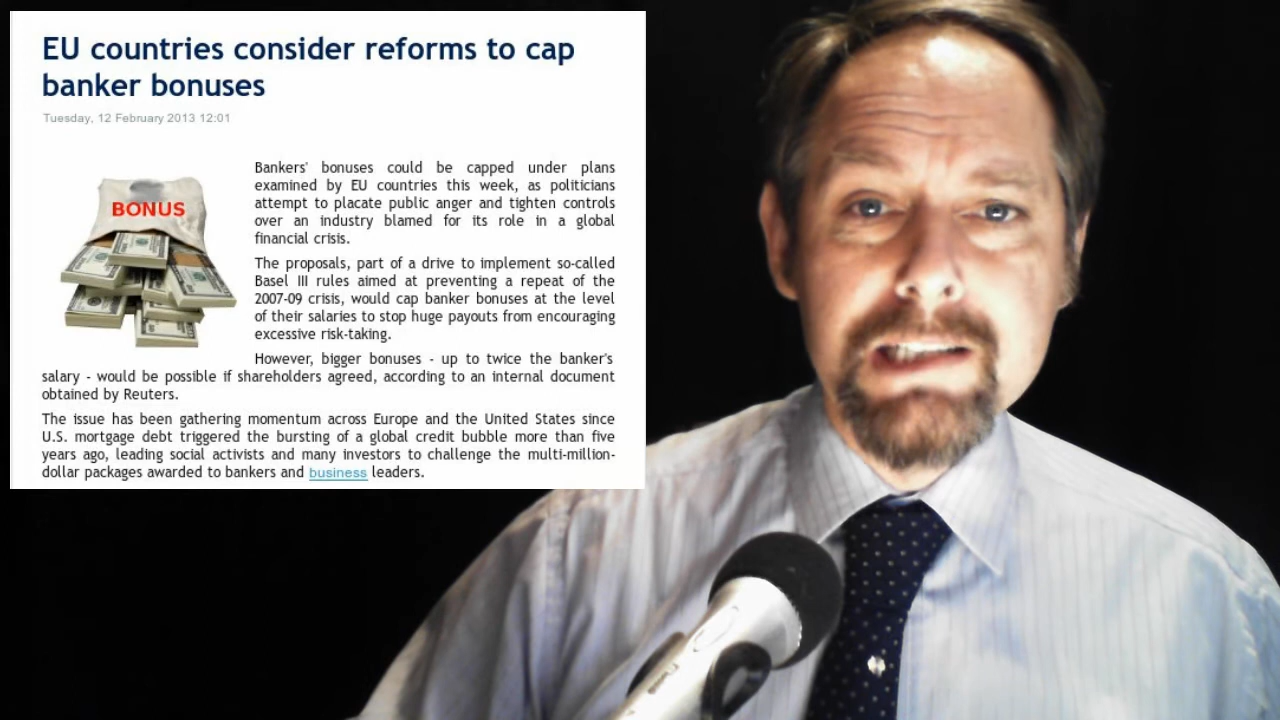 EU countries consider reforms to cap
banker bonuses
Tuesday, 12 February 2013 12:01
BONUS
Bankers' bonuses could be capped under plans
examined by EU countries this week, as politicians
attempt to placate public anger and tighten controls
over an industry blamed for its role in a global
financial crisis.
The proposals, part of a drive to implement so-called
Basel III rules aimed at preventing a repeat of the
2007-09 crisis, would cap banker bonuses at the level
of their salaries to stop huge payouts from encouraging
excessive risk-taking.
However, bigger bonuses - up to twice the banker's
salary - would be possible if shareholders agreed, according to an internal document
obtained by Reuters.
The issue has been gathering momentum across Europe and the United States since
U.S. mortgage debt triggered the bursting of a global credit bubble more than five
years ago, leading social activists and many investors to challenge the multi-million-
dollar packages awarded to bankers and business leaders.